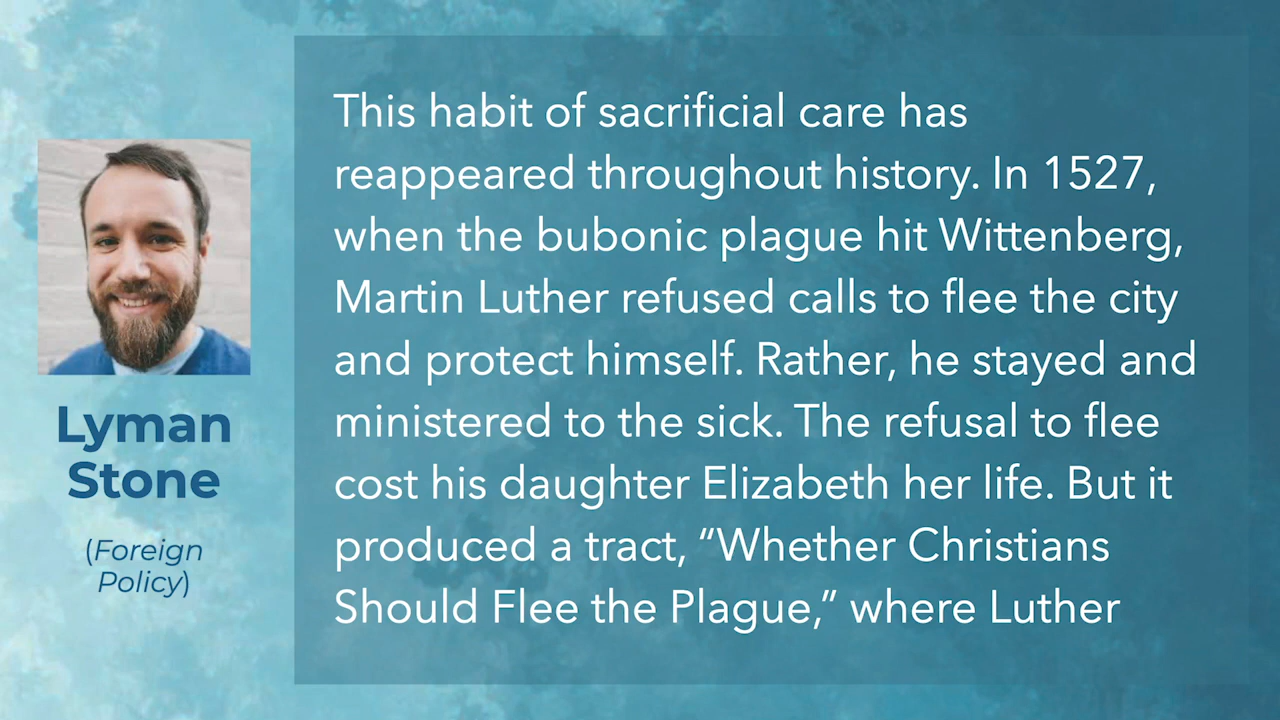 Lyman
Stone
(Foreign
Policy)
This habit of sacrificial care has
reappeared throughout history. In 1527,
when the bubonic plague hit Wittenberg,
Martin Luther refused calls to flee the city
and protect himself. Rather, he stayed and
ministered to the sick. The refusal to flee
cost his daughter Elizabeth her life. But it
produced a tract, “Whether Christians
Should Flee the Plague,” where Luther